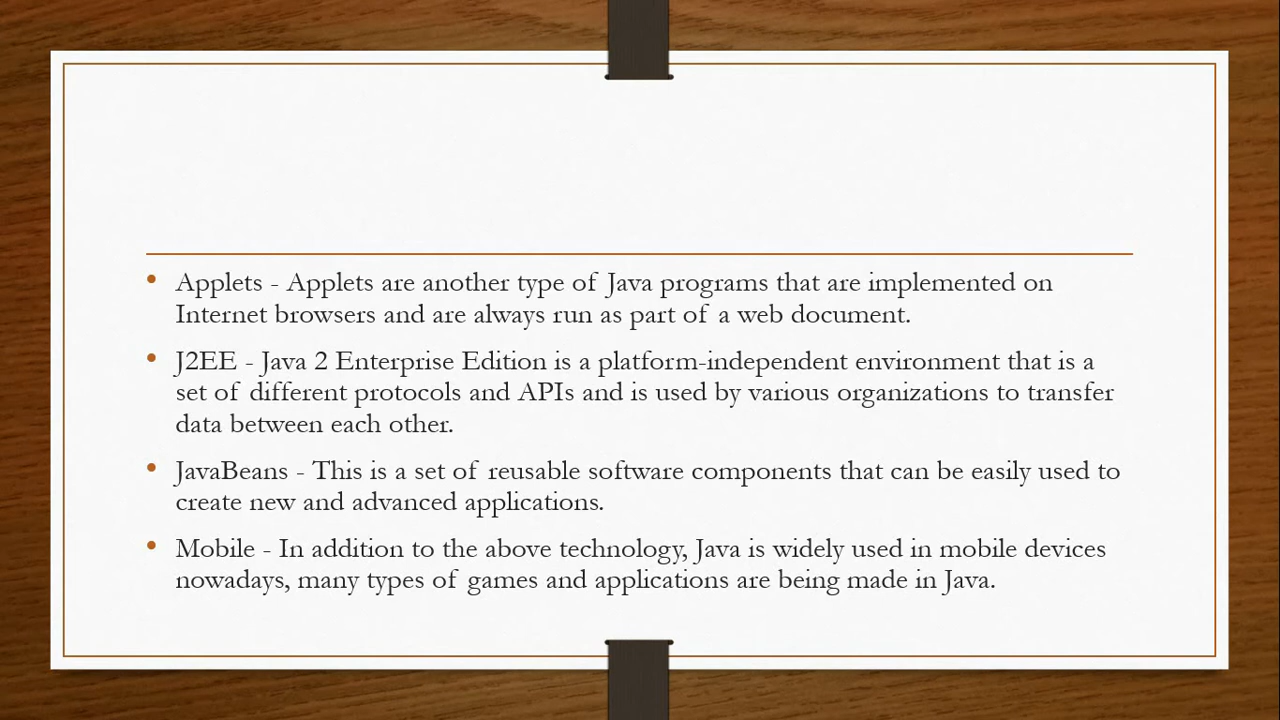 • Applets - Applets are another type of Java programs that are implemented on
Internet browsers and are always run as part of a web document.
• J2EE - Java 2 Enterprise Edition is a platform-independent environment that is a
set of different protocols and APIs and is used by various organizations to transfer
data between each other.
• JavaBeans - This is a set of reusable software components that can be easily used to
create new and advanced applications.
• Mobile - In addition to the above technology, Java is widely used in mobile devices
nowadays, many types of games and applications are being made in Java.